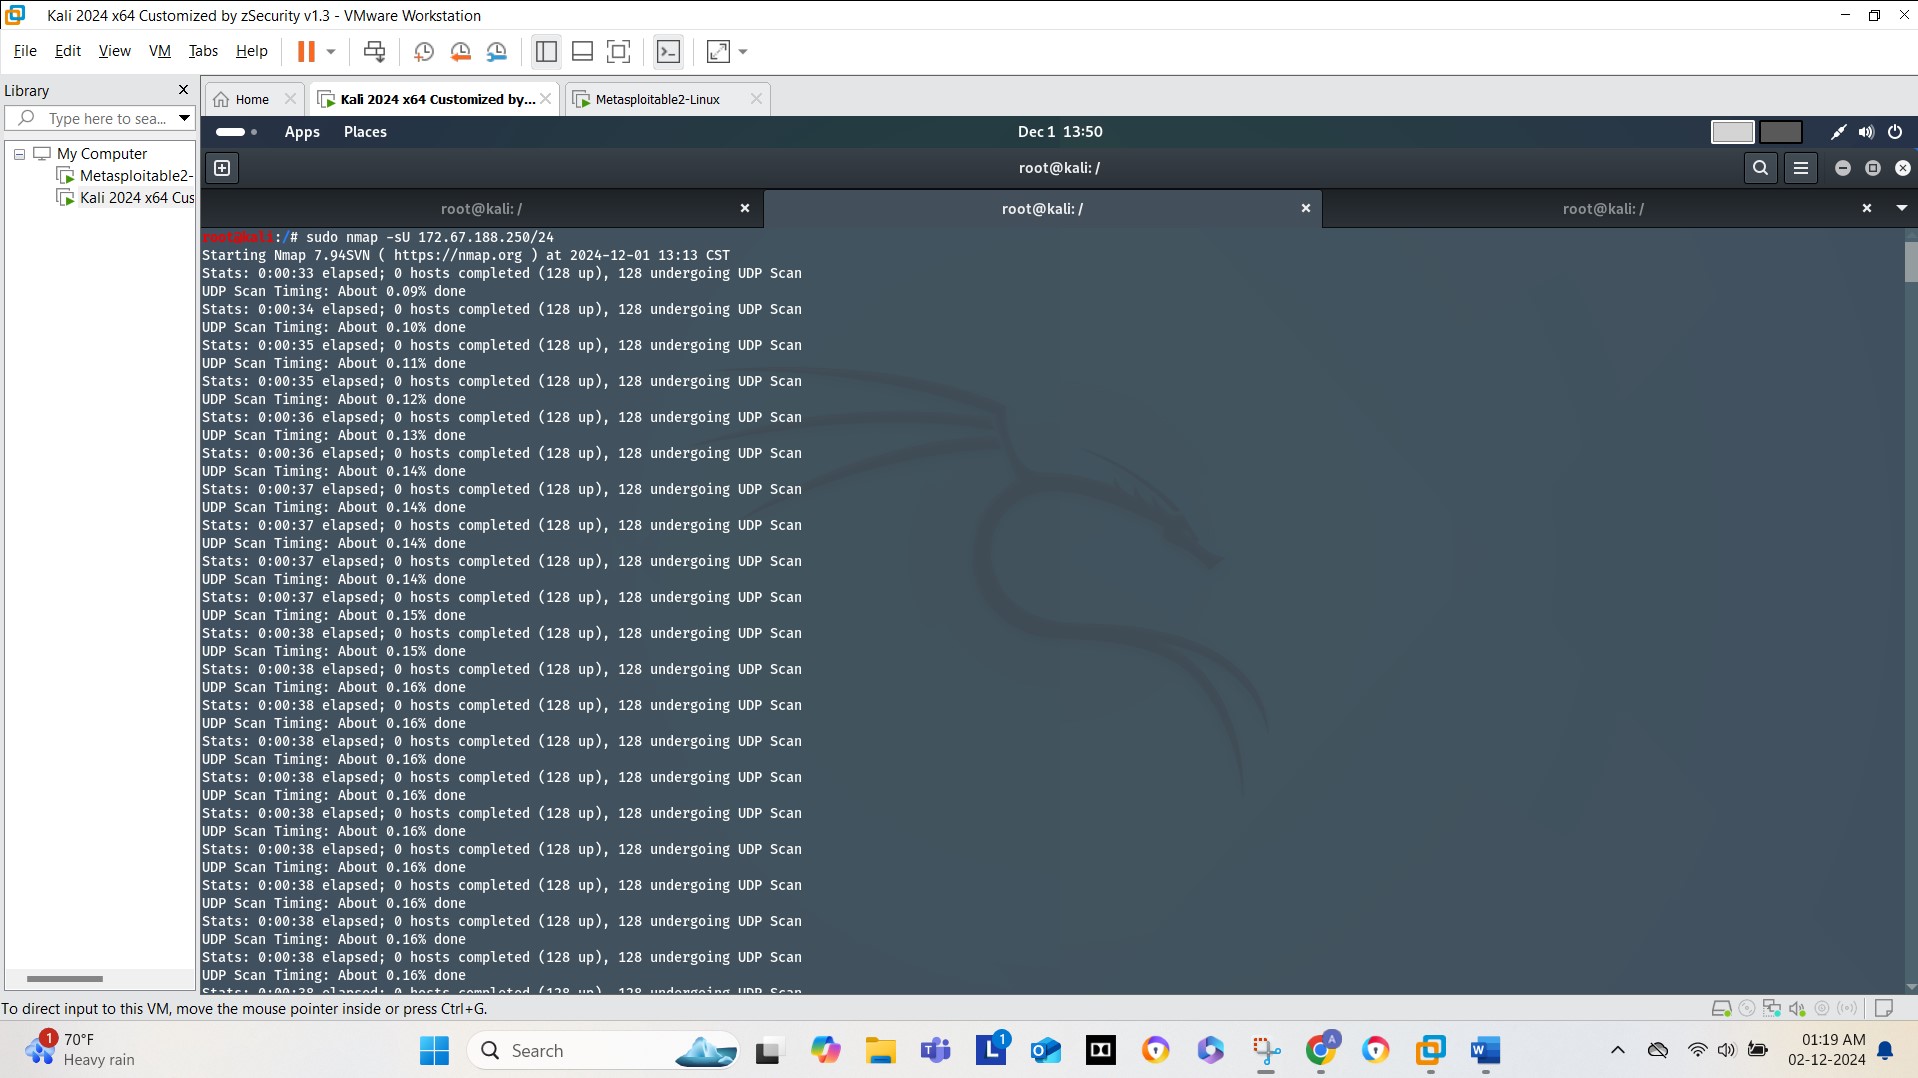 Kali 2024 x64 Customized by zSecurity v1.3 - VMware Workstation
File Edit View VM Tabs Help
Library
Home
Kali 2024 x64 Customized by...
Metasploitable2-Linux
Type here to sea...
Apps Places
Dec 1 13:50
My Computer
Metasploitable2-
Kali 2024 x64 Cus
root@kali: /
root@kali: /
root@kali: /
root@kali: /
root@kali:/# sudo nmap -sU 172.67.188.250/24
Starting Nmap 7.94SVN ( https://nmap.org ) at 2024-12-01 13:13 CST
Stats: 0:00:33 elapsed; 0 hosts completed (128 up), 128 undergoing UDP Scan
UDP Scan Timing: About 0.09% done
Stats: 0:00:34 elapsed; 0 hosts completed (128 up), 128 undergoing UDP Scan
UDP Scan Timing: About 0.10% done
Stats: 0:00:35 elapsed; 0 hosts completed (128 up), 128 undergoing UDP Scan
UDP Scan Timing: About 0.11% done
Stats: 0:00:35 elapsed; 0 hosts completed (128 up), 128 undergoing UDP Scan
UDP Scan Timing: About 0.12% done
Stats: 0:00:36 elapsed; 0 hosts completed (128 up), 128 undergoing UDP Scan
UDP Scan Timing: About 0.13% done
Stats: 0:00:36 elapsed; 0 hosts completed (128 up), 128 undergoing UDP Scan
UDP Scan Timing: About 0.14% done
Stats: 0:00:37 elapsed; 0 hosts completed (128 up), 128 undergoing UDP Scan
UDP Scan Timing: About 0.14% done
Stats: 0:00:37 elapsed; 0 hosts completed (128 up), 128 undergoing UDP Scan
UDP Scan Timing: About 0.14% done
Stats: 0:00:37 elapsed; 0 hosts completed (128 up), 128 undergoing UDP Scan
UDP Scan Timing: About 0.14% done
Stats: 0:00:37 elapsed; 0 hosts completed (128 up), 128 undergoing UDP Scan
UDP Scan Timing: About 0.15% done
Stats: 0:00:38 elapsed; 0 hosts completed (128 up), 128 undergoing UDP Scan
UDP Scan Timing: About 0.15% done
Stats: 0:00:38 elapsed; 0 hosts completed (128 up), 128 undergoing UDP Scan
UDP Scan Timing: About 0.16% done
Stats: 0:00:38 elapsed; 0 hosts completed (128 up), 128 undergoing UDP Scan
UDP Scan Timing: About 0.16% done
Stats: 0:00:38 elapsed; 0 hosts completed (128 up), 128 undergoing UDP Scan
UDP Scan Timing: About 0.16% done
Stats: 0:00:38 elapsed; 0 hosts completed (128 up), 128 undergoing UDP Scan
UDP Scan Timing: About 0.16% done
Stats: 0:00:38 elapsed; 0 hosts completed (128 up), 128 undergoing UDP Scan
UDP Scan Timing: About 0.16% done
Stats: 0:00:38 elapsed; 0 hosts completed (128 up), 128 undergoing UDP Scan
UDP Scan Timing: About 0.16% done
Stats: 0:00:38 elapsed; 0 hosts completed (128 up), 128 undergoing UDP Scan
UDP Scan Timing: About 0.16% done
Stats: 0:00:38 elapsed; 0 hosts completed (128 up), 128 undergoing UDP Scan
UDP Scan Timing: About 0.16% done
Stats: 0:00:38 elapsed; 0 hosts completed (128 up), 128 undergoing UDP Scan
UDP Scan Timing: About 0.16% done
Stats: 0:00:38 elapsed; 0 hosts completed (128 up), 128 undergoing UDP Scan
To direct input to this VM, move the mouse pointer inside or press Ctrl+G.
1
70°F
Heavy rain
Search
1
A
01:19 AM
02-12-2024